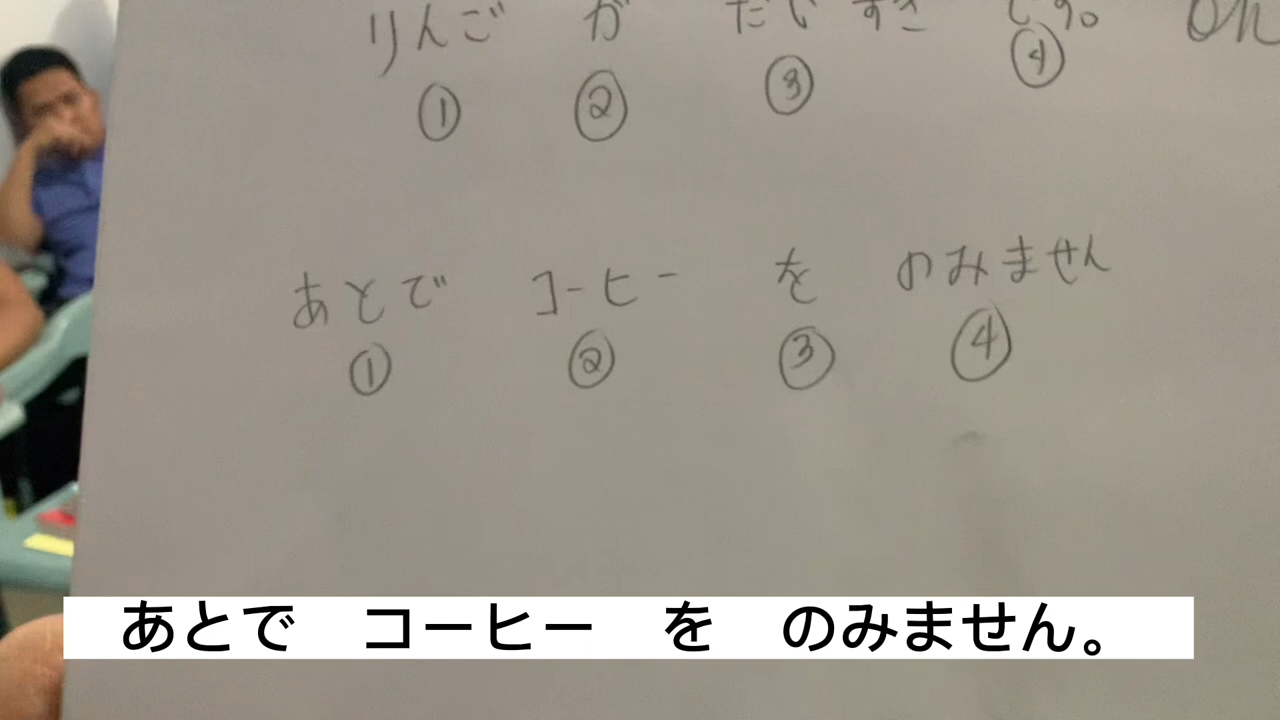 りんご が だいすき です。
① ② ③ ④
あとで コーヒー を のみません
① ② ③ ④
あとで コーヒー を のみません。